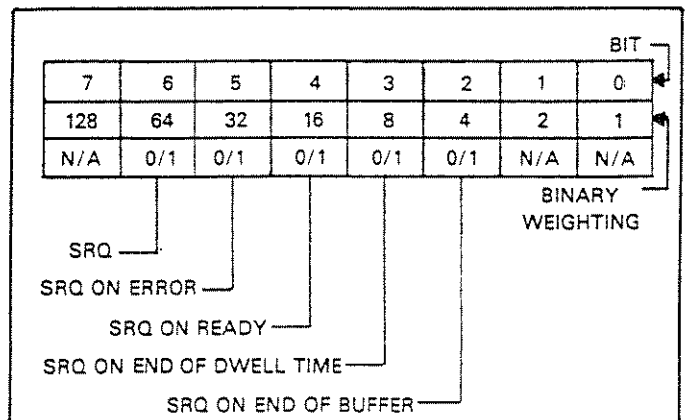 BIT
7 6 5 4 3 2 1 0
128 64 32 16 8 4 2 1
N/A 0/1 0/1 0/1 0/1 0/1 N/A N/A
BINARY
WEIGHTING
SRQ
SRQ ON ERROR
SRQ ON READY
SRQ ON END OF DWELL TIME
SRQ ON END OF BUFFER